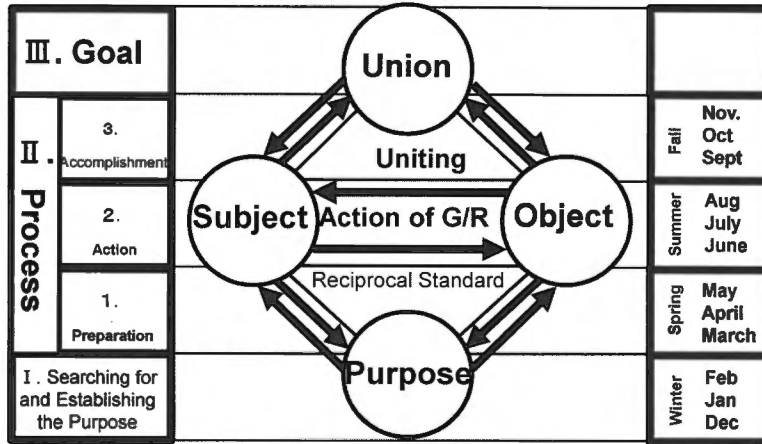 III. Goal
II. Process
3.
Accomplishment
2.
Action
1.
Preparation
I. Searching for
and Establishing
the Purpose
Union
Uniting
Subject
Action of G/R
Object
Reciprocal Standard
Purpose
Fall
Nov.
Oct
Sept
Summer
Aug
July
June
Spring
May
April
March
Winter
Feb
Jan
Dec